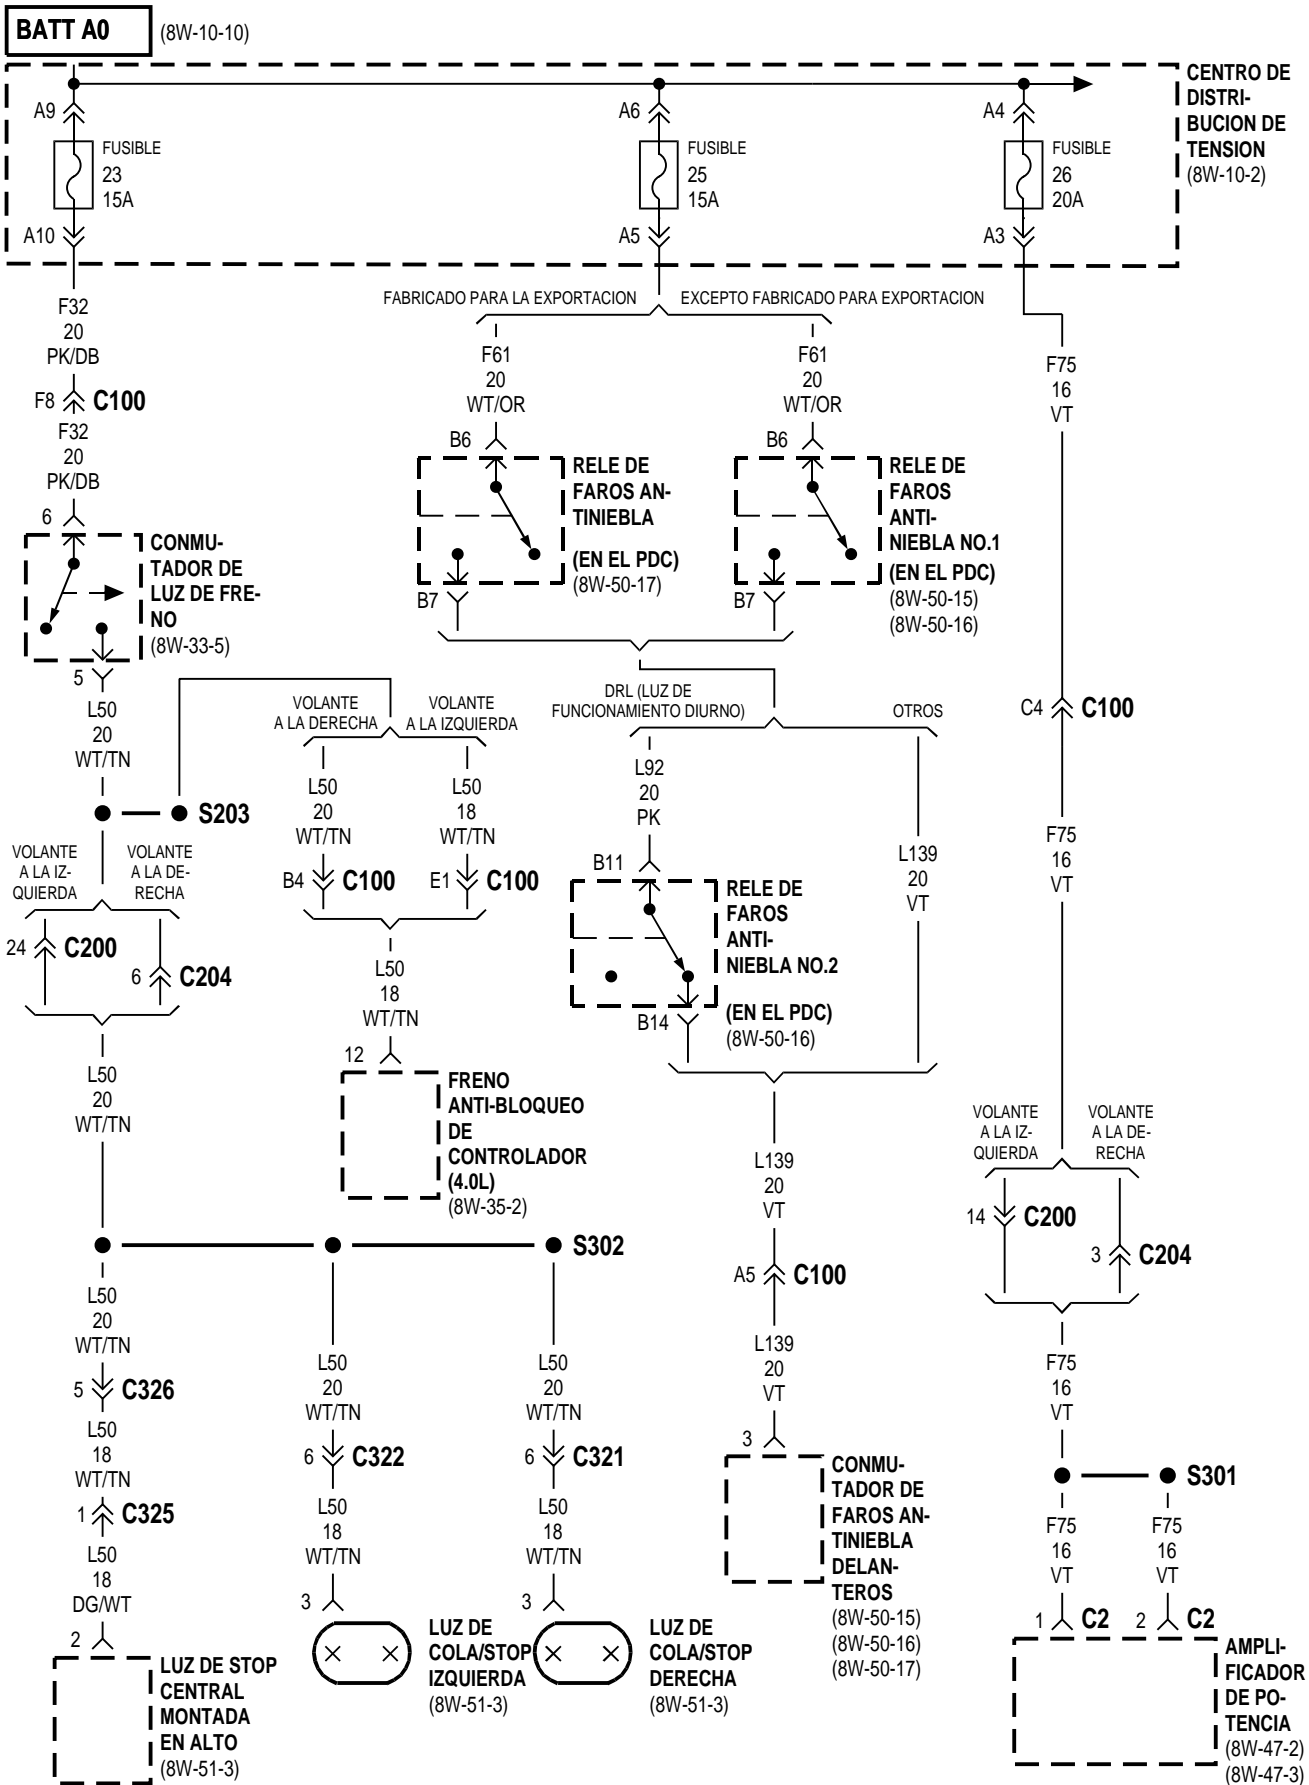 BATT A0
(8W-10-10)
CENTRO DE
DISTRI-
BUCION DE
TENSION
(8W-10-2)
A9
FUSIBLE
23
15A
A10
A6
FUSIBLE
25
15A
A5
A4
FUSIBLE
26
20A
A3
F32
20
PK/DB
F8
C100
F32
20
PK/DB
6
CONMU-
TADOR DE
LUZ DE FRE-
NO
(8W-33-5)
5
L50
20
WT/TN
S203
FABRICADO PARA LA EXPORTACION
EXCEPTO FABRICADO PARA EXPORTACION
F61
20
WT/OR
B6
RELE DE
FAROS AN-
TINIEBLA
(EN EL PDC)
(8W-50-17)
B7
F61
20
WT/OR
B6
RELE DE
FAROS
ANTI-
NIEBLA NO.1
(EN EL PDC)
(8W-50-15)
(8W-50-16)
B7
F75
16
VT
C4
C100
F75
16
VT
VOLANTE
A LA DERECHA
VOLANTE
A LA IZQUIERDA
L50
20
WT/TN
B4
C100
L50
18
WT/TN
E1
C100
L50
18
WT/TN
12
FRENO
ANTI-BLOQUEO
DE
CONTROLADOR
(4.0L)
(8W-35-2)
DRL (LUZ DE
FUNCIONAMIENTO DIURNO)
OTROS
L92
20
PK
B11
RELE DE
FAROS
ANTI-
NIEBLA NO.2
(EN EL PDC)
(8W-50-16)
B14
L139
20
VT
VOLANTE
A LA IZ-
QUIERDA
VOLANTE
A LA DE-
RECHA
24
C200
6
C204
L50
20
WT/TN
S302
L139
20
VT
A5
C100
L139
20
VT
3
CONMU-
TADOR DE
FAROS AN-
TINIEBLA
DELAN-
TEROS
(8W-50-15)
(8W-50-16)
(8W-50-17)
VOLANTE
A LA IZ-
QUIERDA
VOLANTE
A LA DE-
RECHA
14
C200
3
C204
F75
16
VT
S301
F75
16
VT
F75
16
VT
1
C2
2
C2
AMPLI-
FICADOR
DE PO-
TENCIA
(8W-47-2)
(8W-47-3)
L50
20
WT/TN
5
C326
L50
18
WT/TN
1
C325
L50
18
DG/WT
2
LUZ DE STOP
CENTRAL
MONTADA
EN ALTO
(8W-51-3)
L50
20
WT/TN
6
C322
L50
18
WT/TN
3
LUZ DE
COLA/STOP
IZQUIERDA
(8W-51-3)
L50
20
WT/TN
6
C321
L50
18
WT/TN
3
LUZ DE
COLA/STOP
DERECHA
(8W-51-3)